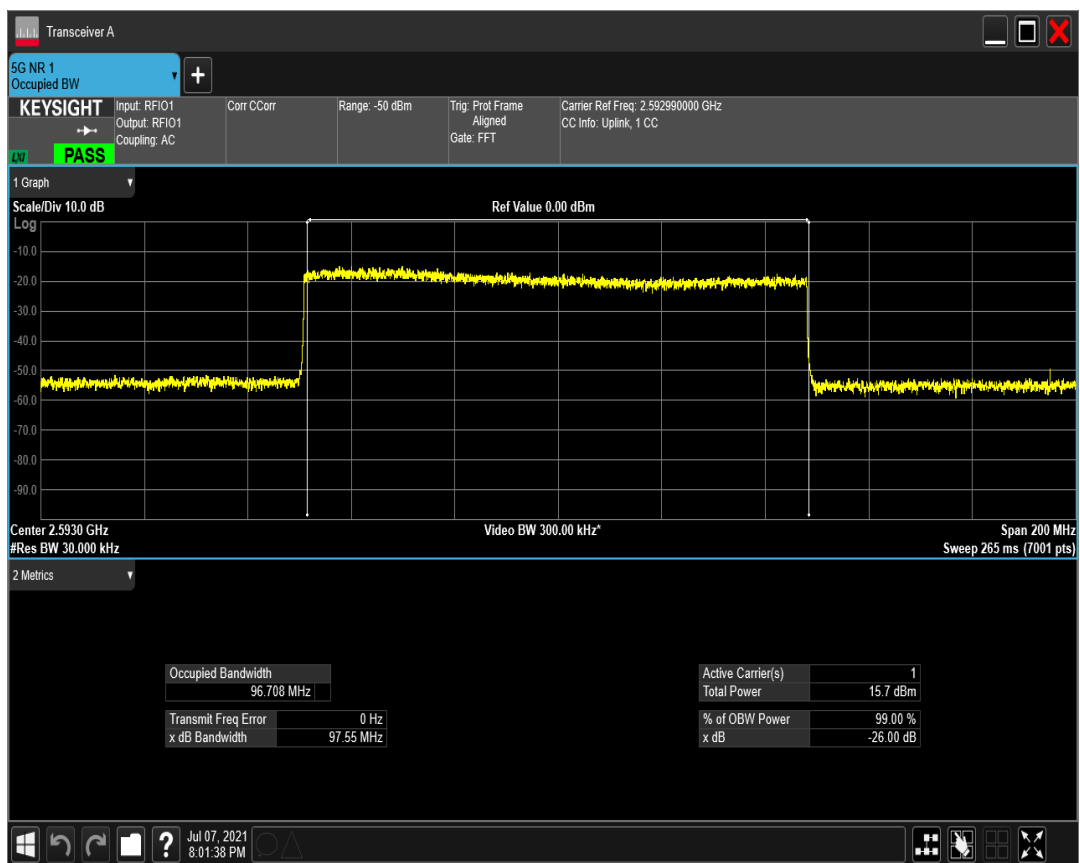 Transceiver A
5G NR 1
Occupied BW
+
KEYSIGHT
LXI
PASS
Input: RFIO1
Output: RFIO1
Coupling: AC
Corr CCorr
Range: -50 dBm
Trig: Prot Frame
Aligned
Gate: FFT
Carrier Ref Freq: 2.592990000 GHz
CC Info: Uplink, 1 CC
1 Graph
Scale/Div 10.0 dB
Ref Value 0.00 dBm
Log
-10.0
-20.0
-30.0
-40.0
-50.0
-60.0
-70.0
-80.0
-90.0
Center 2.5930 GHz
Video BW 300.00 kHz*
Span 200 MHz
#Res BW 30.000 kHz
Sweep 265 ms (7001 pts)
2 Metrics
Occupied Bandwidth
96.708 MHz
Transmit Freq Error 0 Hz
x dB Bandwidth 97.55 MHz
Active Carrier(s) 1
Total Power 15.7 dBm
% of OBW Power 99.00 %
x dB -26.00 dB
?
Jul 07, 2021
8:01:38 PM